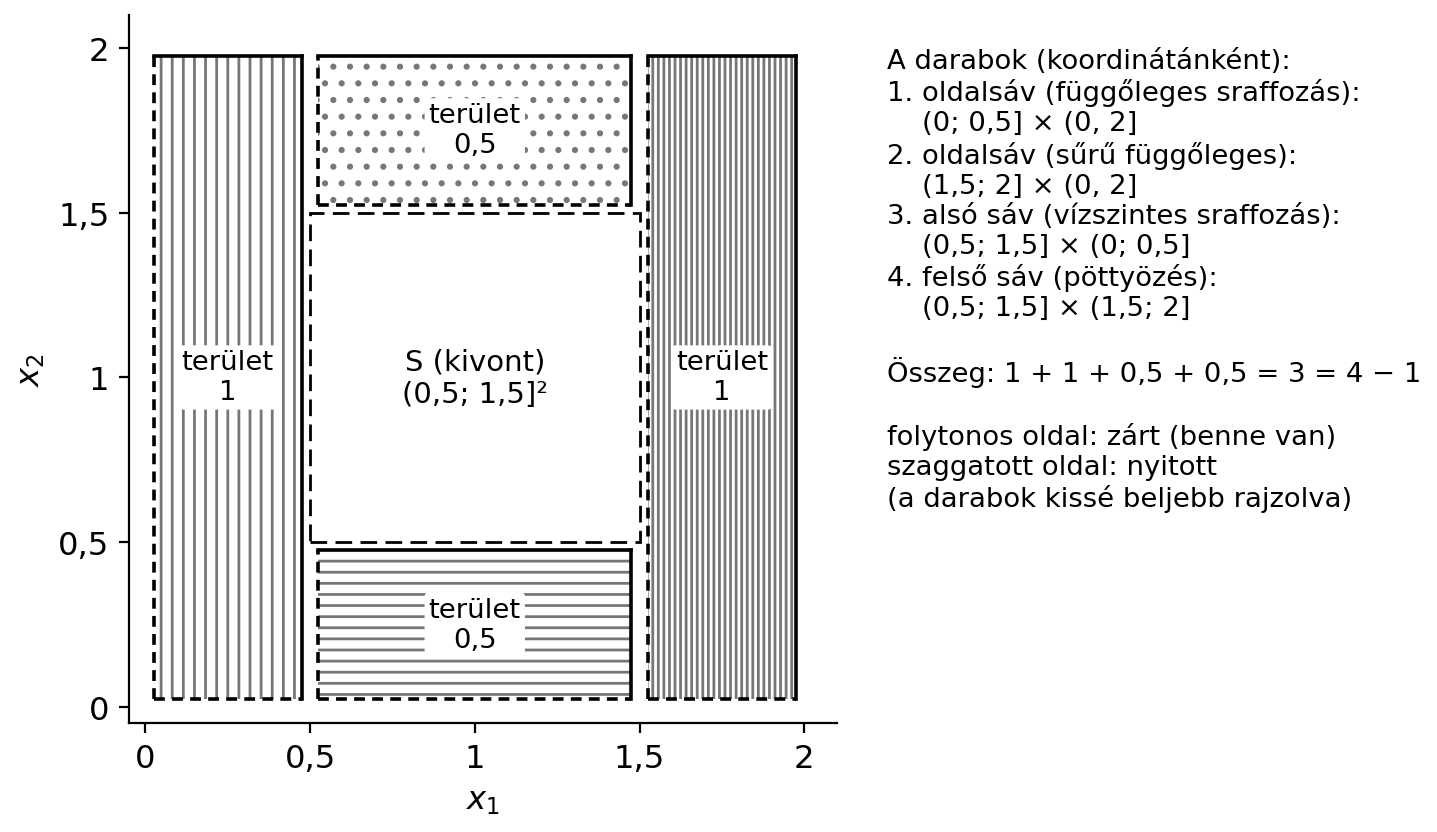 2
1,5
1
0,5
0
x₂
0
0,5
1
1,5
2
x₁
terület
1
terület
0,5
S (kivont)
(0,5; 1,5]²
terület
0,5
terület
1
A darabok (koordinátánként):
1. oldalsáv (függőleges sraffozás):
(0; 0,5] × (0, 2]
2. oldalsáv (sűrű függőleges):
(1,5; 2] × (0, 2]
3. alsó sáv (vízszintes sraffozás):
(0,5; 1,5] × (0; 0,5]
4. felső sáv (pöttyözés):
(0,5; 1,5] × (1,5; 2]
Összeg: 1 + 1 + 0,5 + 0,5 = 3 = 4 − 1
folytonos oldal: zárt (benne van)
szaggatott oldal: nyitott
(a darabok kissé beljebb rajzolva)